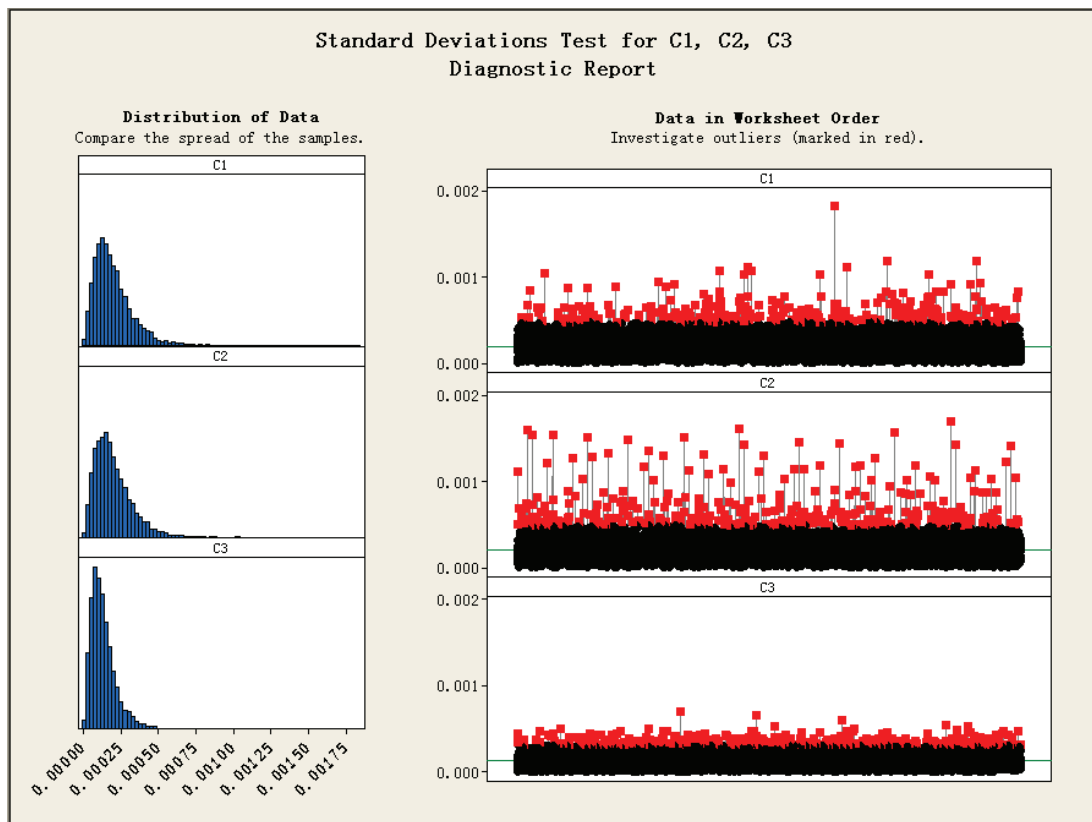 Standard Deviations Test for C1, C2, C3
Diagnostic Report
Distribution of Data
Compare the spread of the samples.
C1
C2
C3
0.00000
0.00025
0.00050
0.00075
0.00100
0.00125
0.00150
0.00175
Data in Worksheet Order
Investigate outliers (marked in red).
C1
0.002
0.001
0.000
C2
0.002
0.001
0.000
C3
0.002
0.001
0.000